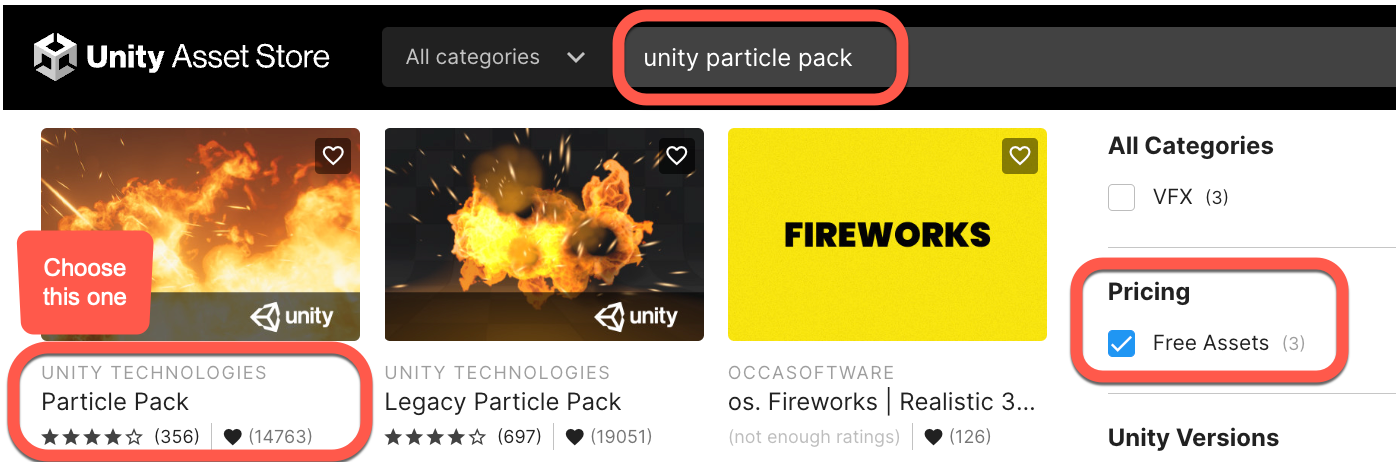 Unity Asset Store
All categories
unity particle pack
Choose
this one
unity
UNITY TECHNOLOGIES
Particle Pack
(356)
(14763)
unity
UNITY TECHNOLOGIES
Legacy Particle Pack
(697)
(19051)
FIREWORKS
OCCASOFTWARE
os. Fireworks | Realistic 3...
(not enough ratings)
(126)
All Categories
VFX (3)
Pricing
Free Assets (3)
Unity Versions